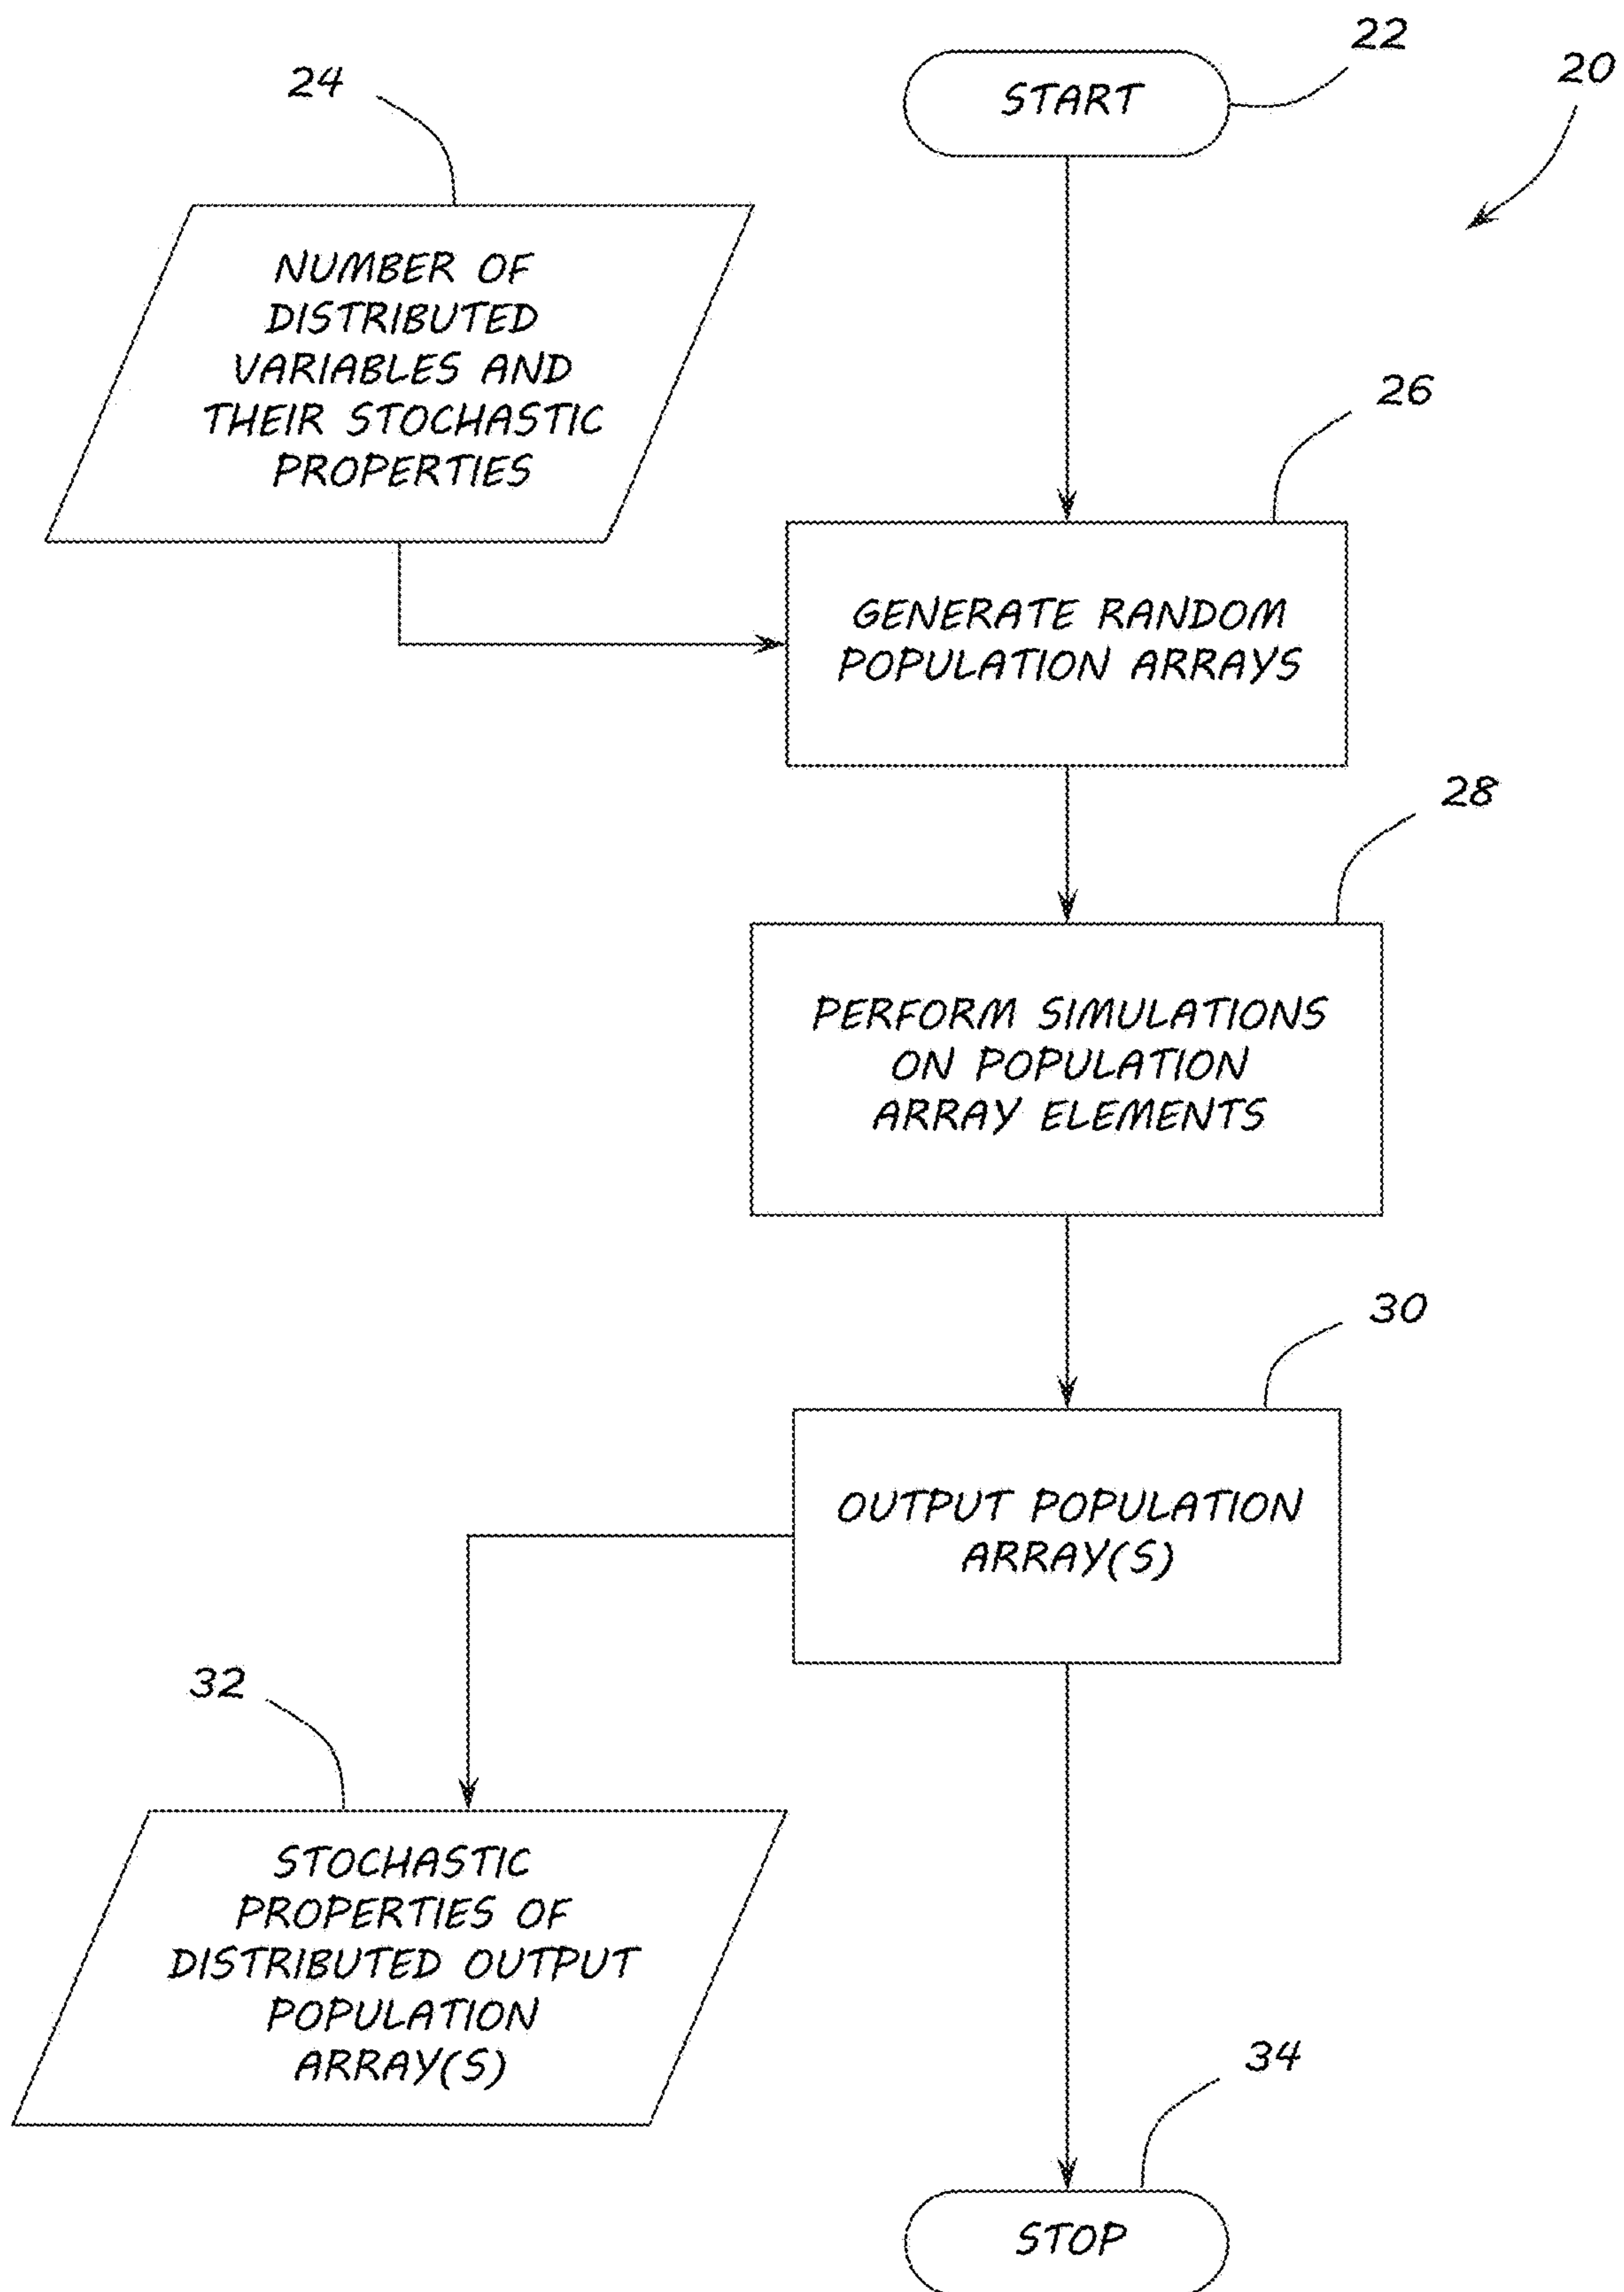 22
START
20
24
NUMBER OF
DISTRIBUTED
VARIABLES AND
THEIR STOCHASTIC
PROPERTIES
26
GENERATE RANDOM
POPULATION ARRAYS
28
PERFORM SIMULATIONS
ON POPULATION
ARRAY ELEMENTS
30
OUTPUT POPULATION
ARRAY(S)
32
STOCHASTIC
PROPERTIES OF
DISTRIBUTED OUTPUT
POPULATION
ARRAY(S)
34
STOP